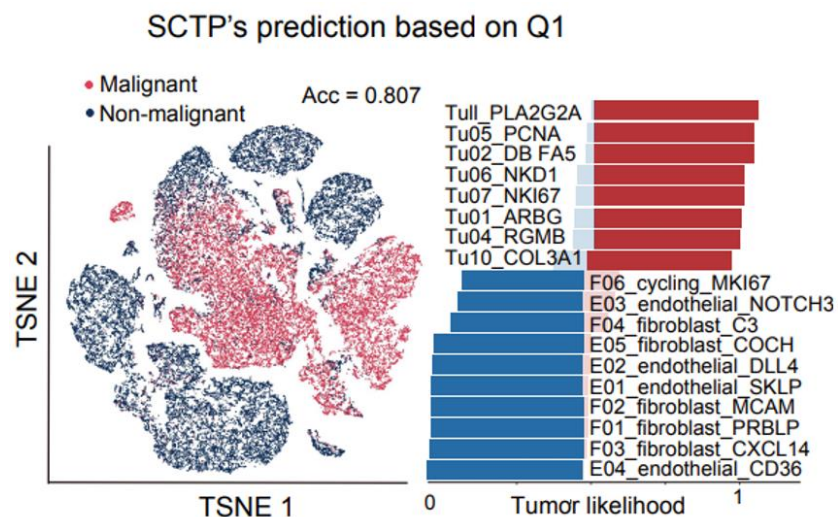 SCTP's prediction based on Q1
Malignant
Non-malignant
Acc = 0.807
TSNE 2
TSNE 1
Tull_PLA2G2A
Tu05_PCNA
Tu02_DB FA5
Tu06_NKD1
Tu07_NKI67
Tu01_ARBG
Tu04_RGMB
Tu10_COL3A1
F06_cycling_MKI67
E03_endothelial_NOTCH3
F04_fibroblast_C3
E05_fibroblast_COCH
E02_endothelial_DLL4
E01_endothelial_SKLP
F02_fibroblast_MCAM
F01_fibroblast_PRBLP
F03_fibroblast_CXCL14
E04_endothelial_CD36
0 1
Tumor likelihood